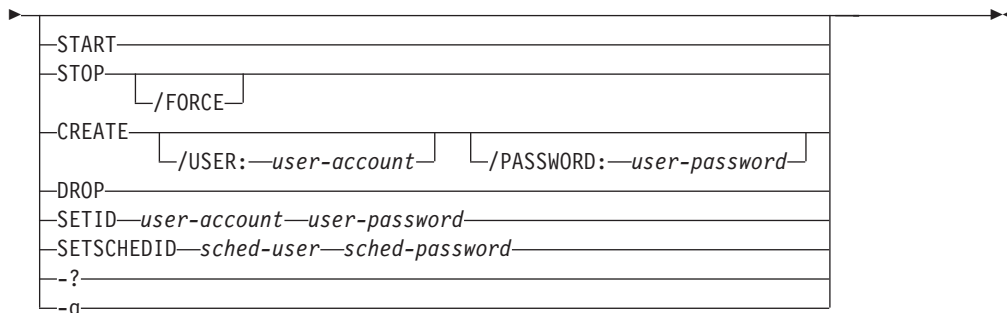 START
STOP
/FORCE
CREATE
/USER: user-account /PASSWORD: user-password
DROP
SETID user-account user-password
SETSCHEDID sched-user sched-password
-?